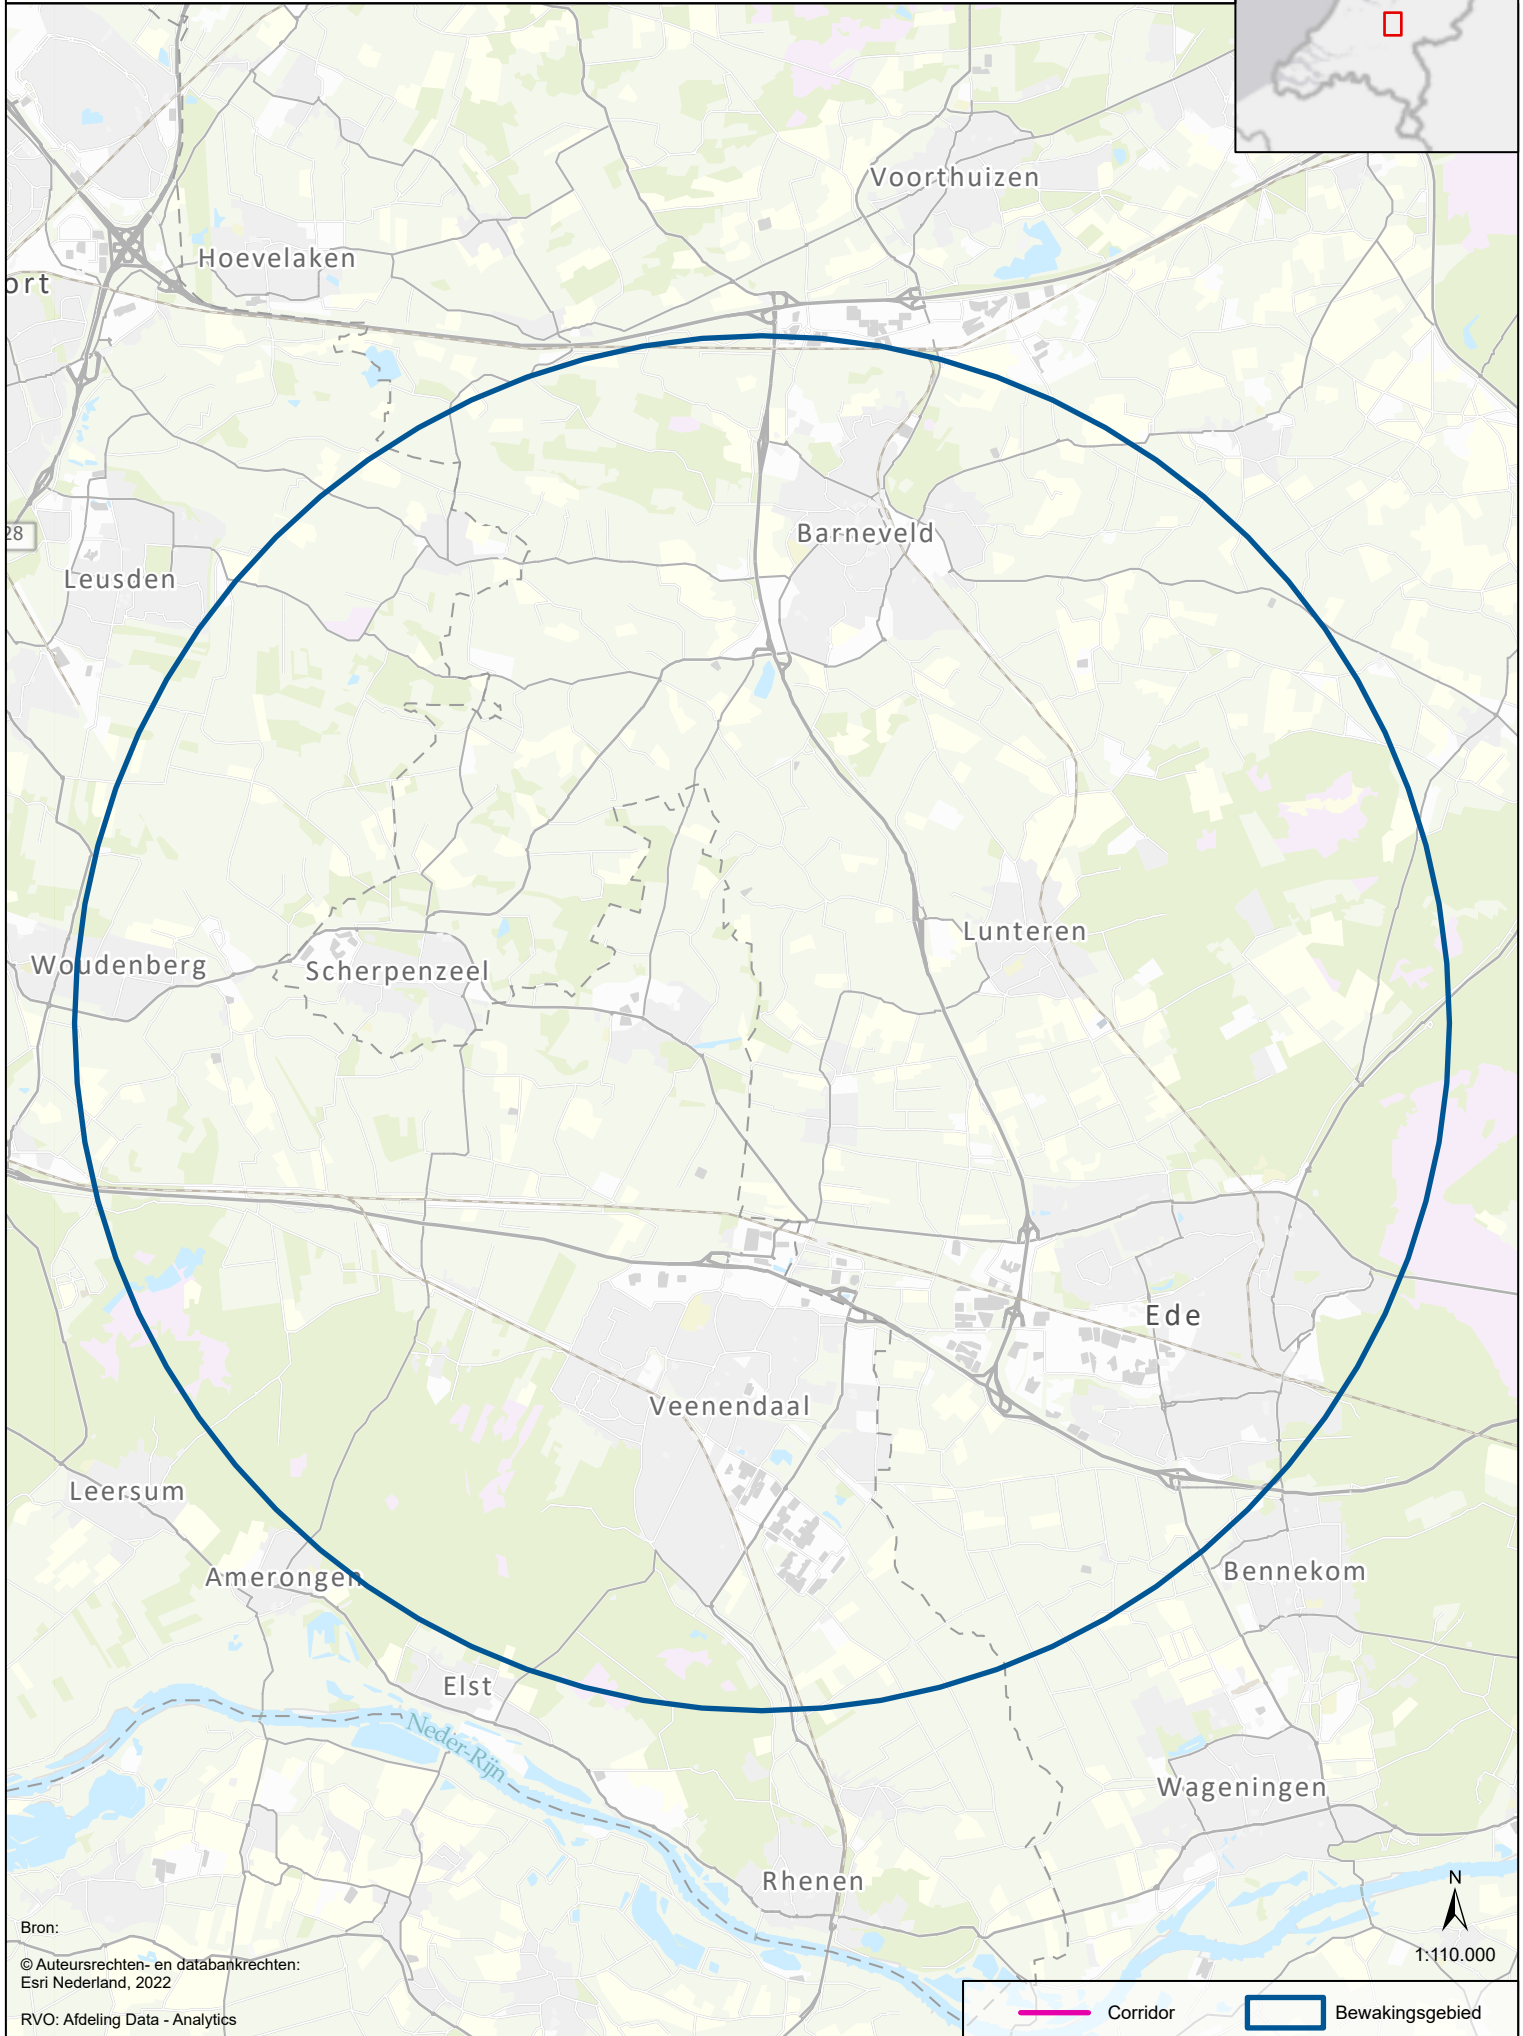 Voorthuizen
Hoevelaken
ort
Barneveld
28
Leusden
Lunteren
Woudenberg
Scherpenzeel
Ede
Veenendaal
Leersum
Bennekom
Amerongen
Elst
Neder-Rijn
Wageningen
Rhenen
N
1:110.000
Bron:
© Auteursrechten- en databankrechten:
Esri Nederland, 2022
RVO: Afdeling Data - Analytics
Corridor
Bewakingsgebied